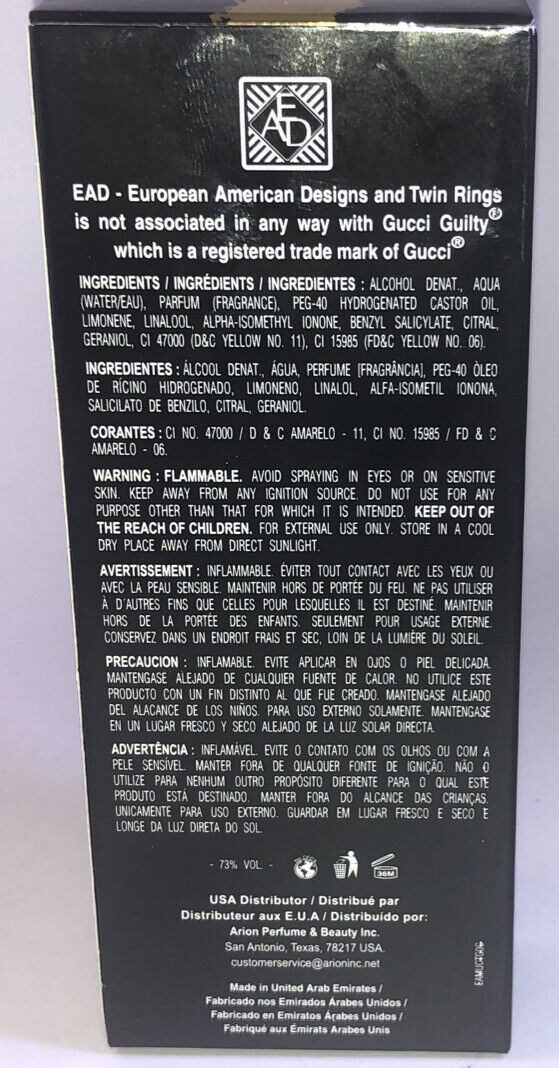 EAD
EAD - European American Designs and Twin Rings
is not associated in any way with Gucci Guilty®
which is a registered trade mark of Gucci®
INGREDIENTS / INGRÉDIENTS / INGREDIENTES : ALCOHOL DENAT., AQUA
(WATER/EAU), PARFUM (FRAGRANCE), PEG-40 HYDROGENATED CASTOR OIL,
LIMONENE, LINALOOL, ALPHA-ISOMETHYL IONONE, BENZYL SALICYLATE, CITRAL,
GERANIOL, CI 47000 (D&C YELLOW NO. 11), CI 15985 (FD&C YELLOW NO. 06).
INGREDIENTES : ÁLCOOL DENAT., ÁGUA, PERFUME [FRAGRÂNCIA], PEG-40 ÒLEO
DE RÍCINO HIDROGENADO, LIMONENO, LINALOL, ALFA-ISOMETIL IONONA,
SALICILATO DE BENZILO, CITRAL, GERANIOL.
CORANTES : CI NO. 47000 / D & C AMARELO - 11, CI NO. 15985 / FD & C
AMARELO - 06.
WARNING : FLAMMABLE. AVOID SPRAYING IN EYES OR ON SENSITIVE
SKIN. KEEP AWAY FROM ANY IGNITION SOURCE. DO NOT USE FOR ANY
PURPOSE OTHER THAN THAT FOR WHICH IT IS INTENDED. KEEP OUT OF
THE REACH OF CHILDREN. FOR EXTERNAL USE ONLY. STORE IN A COOL
DRY PLACE AWAY FROM DIRECT SUNLIGHT.
AVERTISSEMENT : INFLAMMABLE. ÉVITER TOUT CONTACT AVEC LES YEUX OU
AVEC LA PEAU SENSIBLE. MAINTENIR HORS DE PORTÉE DU FEU. NE PAS UTILISER
À D'AUTRES FINS QUE CELLES POUR LESQUELLES IL EST DESTINÉ. MAINTENIR
HORS DE LA PORTÉE DES ENFANTS. SEULEMENT POUR USAGE EXTERNE.
CONSERVEZ DANS UN ENDROIT FRAIS ET SEC, LOIN DE LA LUMIÈRE DU SOLEIL.
PRECAUCION : INFLAMABLE. EVITE APLICAR EN OJOS O PIEL DELICADA.
MANTENGASE ALEJADO DE CUALQUIER FUENTE DE CALOR. NO UTILICE ESTE
PRODUCTO CON UN FIN DISTINTO AL QUE FUE CREADO. MANTENGASE ALEJADO
DEL ALACANCE DE LOS NIÑOS. PARA USO EXTERNO SOLAMENTE. MANTENGASE
EN UN LUGAR FRESCO Y SECO ALEJADO DE LA LUZ SOLAR DIRECTA.
ADVERTÊNCIA : INFLAMÁVEL. EVITE O CONTATO COM OS OLHOS OU COM A
PELE SENSÍVEL. MANTER FORA DE QUALQUER FONTE DE IGNIÇÃO. NÃO O
UTILIZE PARA NENHUM OUTRO PROPÓSITO DIFERENTE PARA O QUAL ESTE
PRODUTO ESTÁ DESTINADO. MANTER FORA DO ALCANCE DAS CRIANÇAS.
UNICAMENTE PARA USO EXTERNO. GUARDAR EM LUGAR FRESCO E SECO E
LONGE DA LUZ DIRETA DO SOL.
- 73% VOL. -
36M
USA Distributor / Distribué par
Distributeur aux E.U.A / Distribuído por:
Arion Perfume & Beauty Inc.
San Antonio, Texas, 78217 USA.
customerservice@arioninc.net
Made in United Arab Emirates /
Fabricado nos Emirados Árabes Unidos /
Fabricado en Emiratos Árabes Unidos /
Fabriqué aux Émirats Arabes Unis